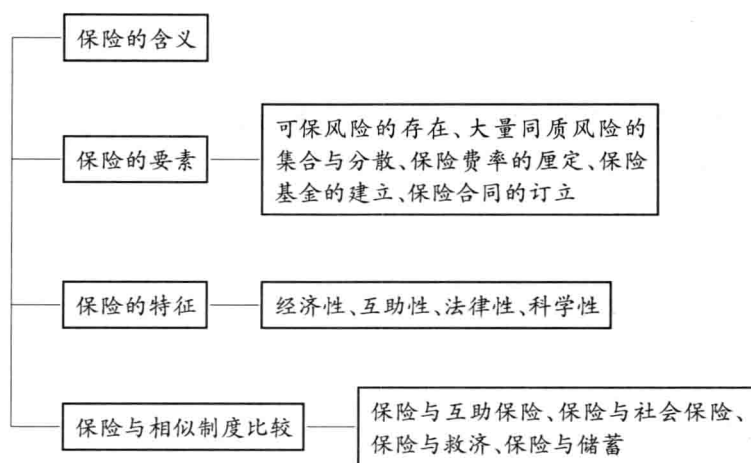 保险的含义
保险的要素
可保风险的存在、大量同质风险的
集合与分散、保险费率的厘定、保险
基金的建立、保险合同的订立
保险的特征
经济性、互助性、法律性、科学性
保险与相似制度比较
保险与互助保险、保险与社会保险、
保险与救济、保险与储蓄